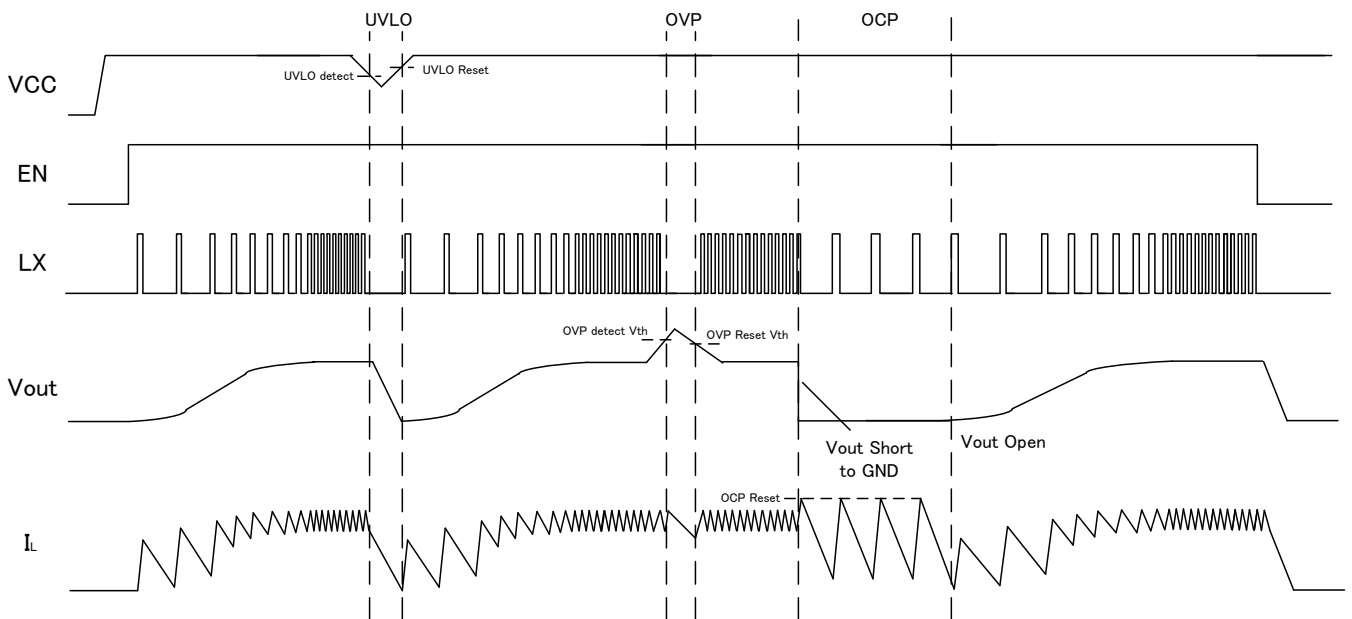 UVLO
OVP
OCP
UVLO detect
UVLO Reset
VCC
EN
LX
OVP detect Vth
OVP Reset Vth
Vout
Vout Short
to GND
Vout Open
OCP Reset
IL